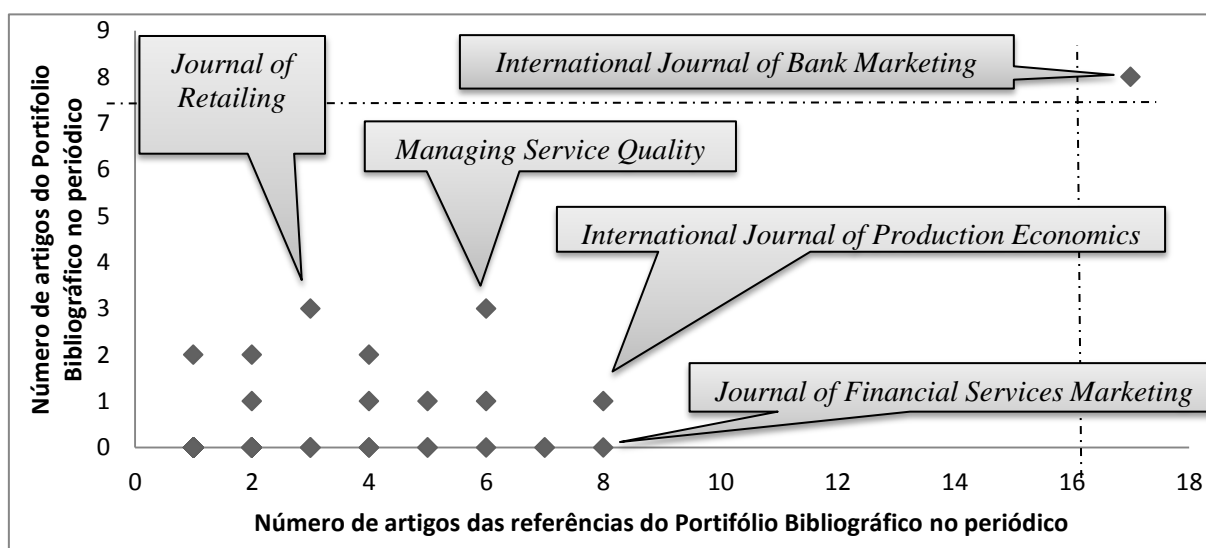 Número de artigos do Portifolio
Bibliográfico no periódico
9
8
7
6
5
4
3
2
1
0
Journal of
Retailing
International Journal of Bank Marketing
Managing Service Quality
International Journal of Production Economics
Journal of Financial Services Marketing
0 2 4 6 8 10 12 14 16 18
Número de artigos das referências do Portifólio Bibliográfico no periódico